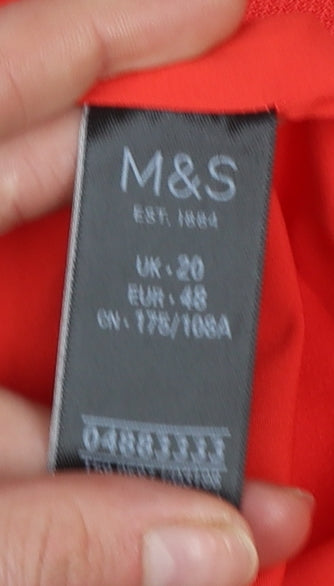 M&S
EST. 1884
UK · 20
EUR · 48
CN · 175/108A
04883333